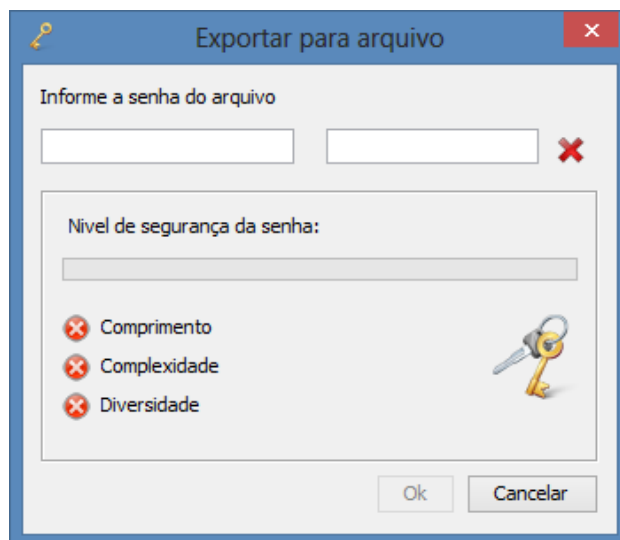 Exportar para arquivo
Informe a senha do arquivo
Nivel de segurança da senha:
Comprimento
Complexidade
Diversidade
Ok Cancelar